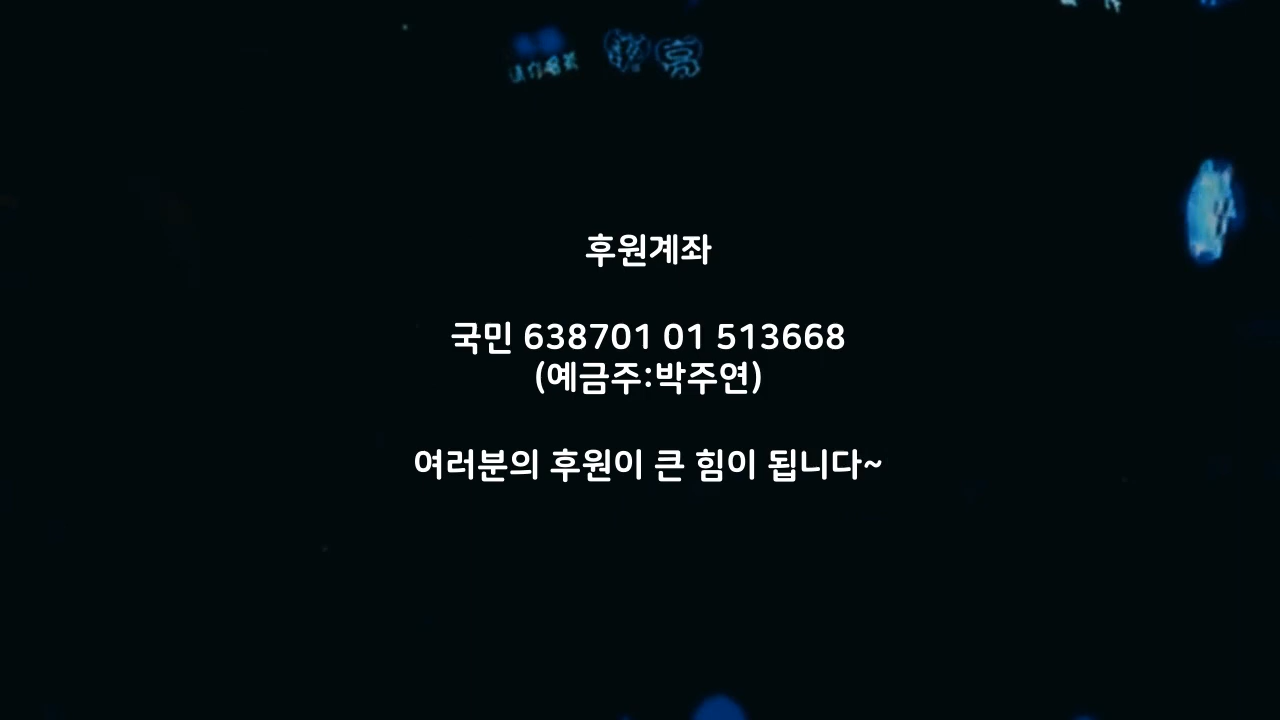 후원계좌
국민 638701 01 513668
(예금주:박주연)
여러분의 후원이 큰 힘이 됩니다~